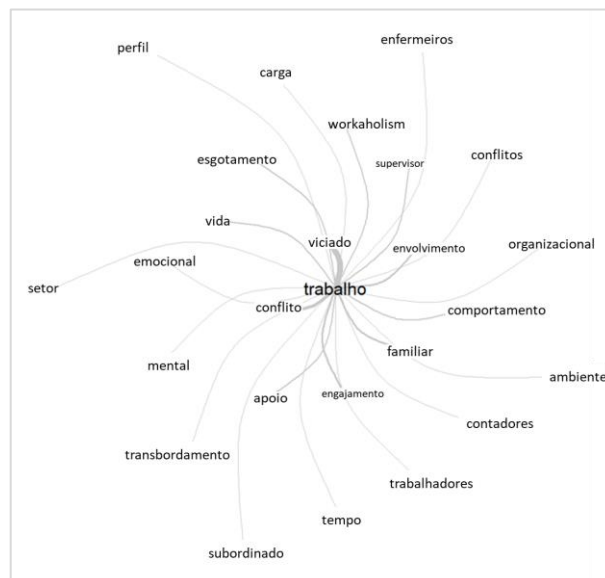 enfermeiros
perfil
carga
workaholism
conflitos
esgotamento
supervisor
vida
viciado
envolvimento
organizacional
emocional
setor
trabalho
conflito
comportamento
mental
familiar
ambiente
apoio
engajamento
contadores
transbordamento
trabalhadores
tempo
subordinado